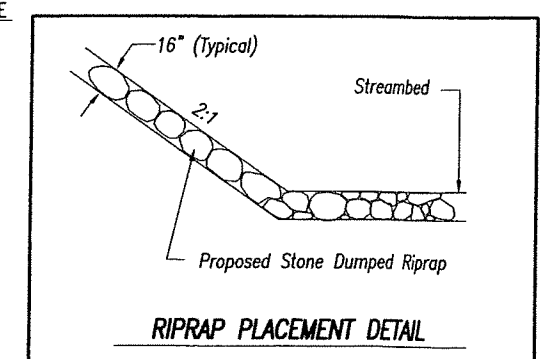 E
16" (Typical)
Streambed
2:1
Proposed Stone Dumped Riprap
RIPRAP PLACEMENT DETAIL